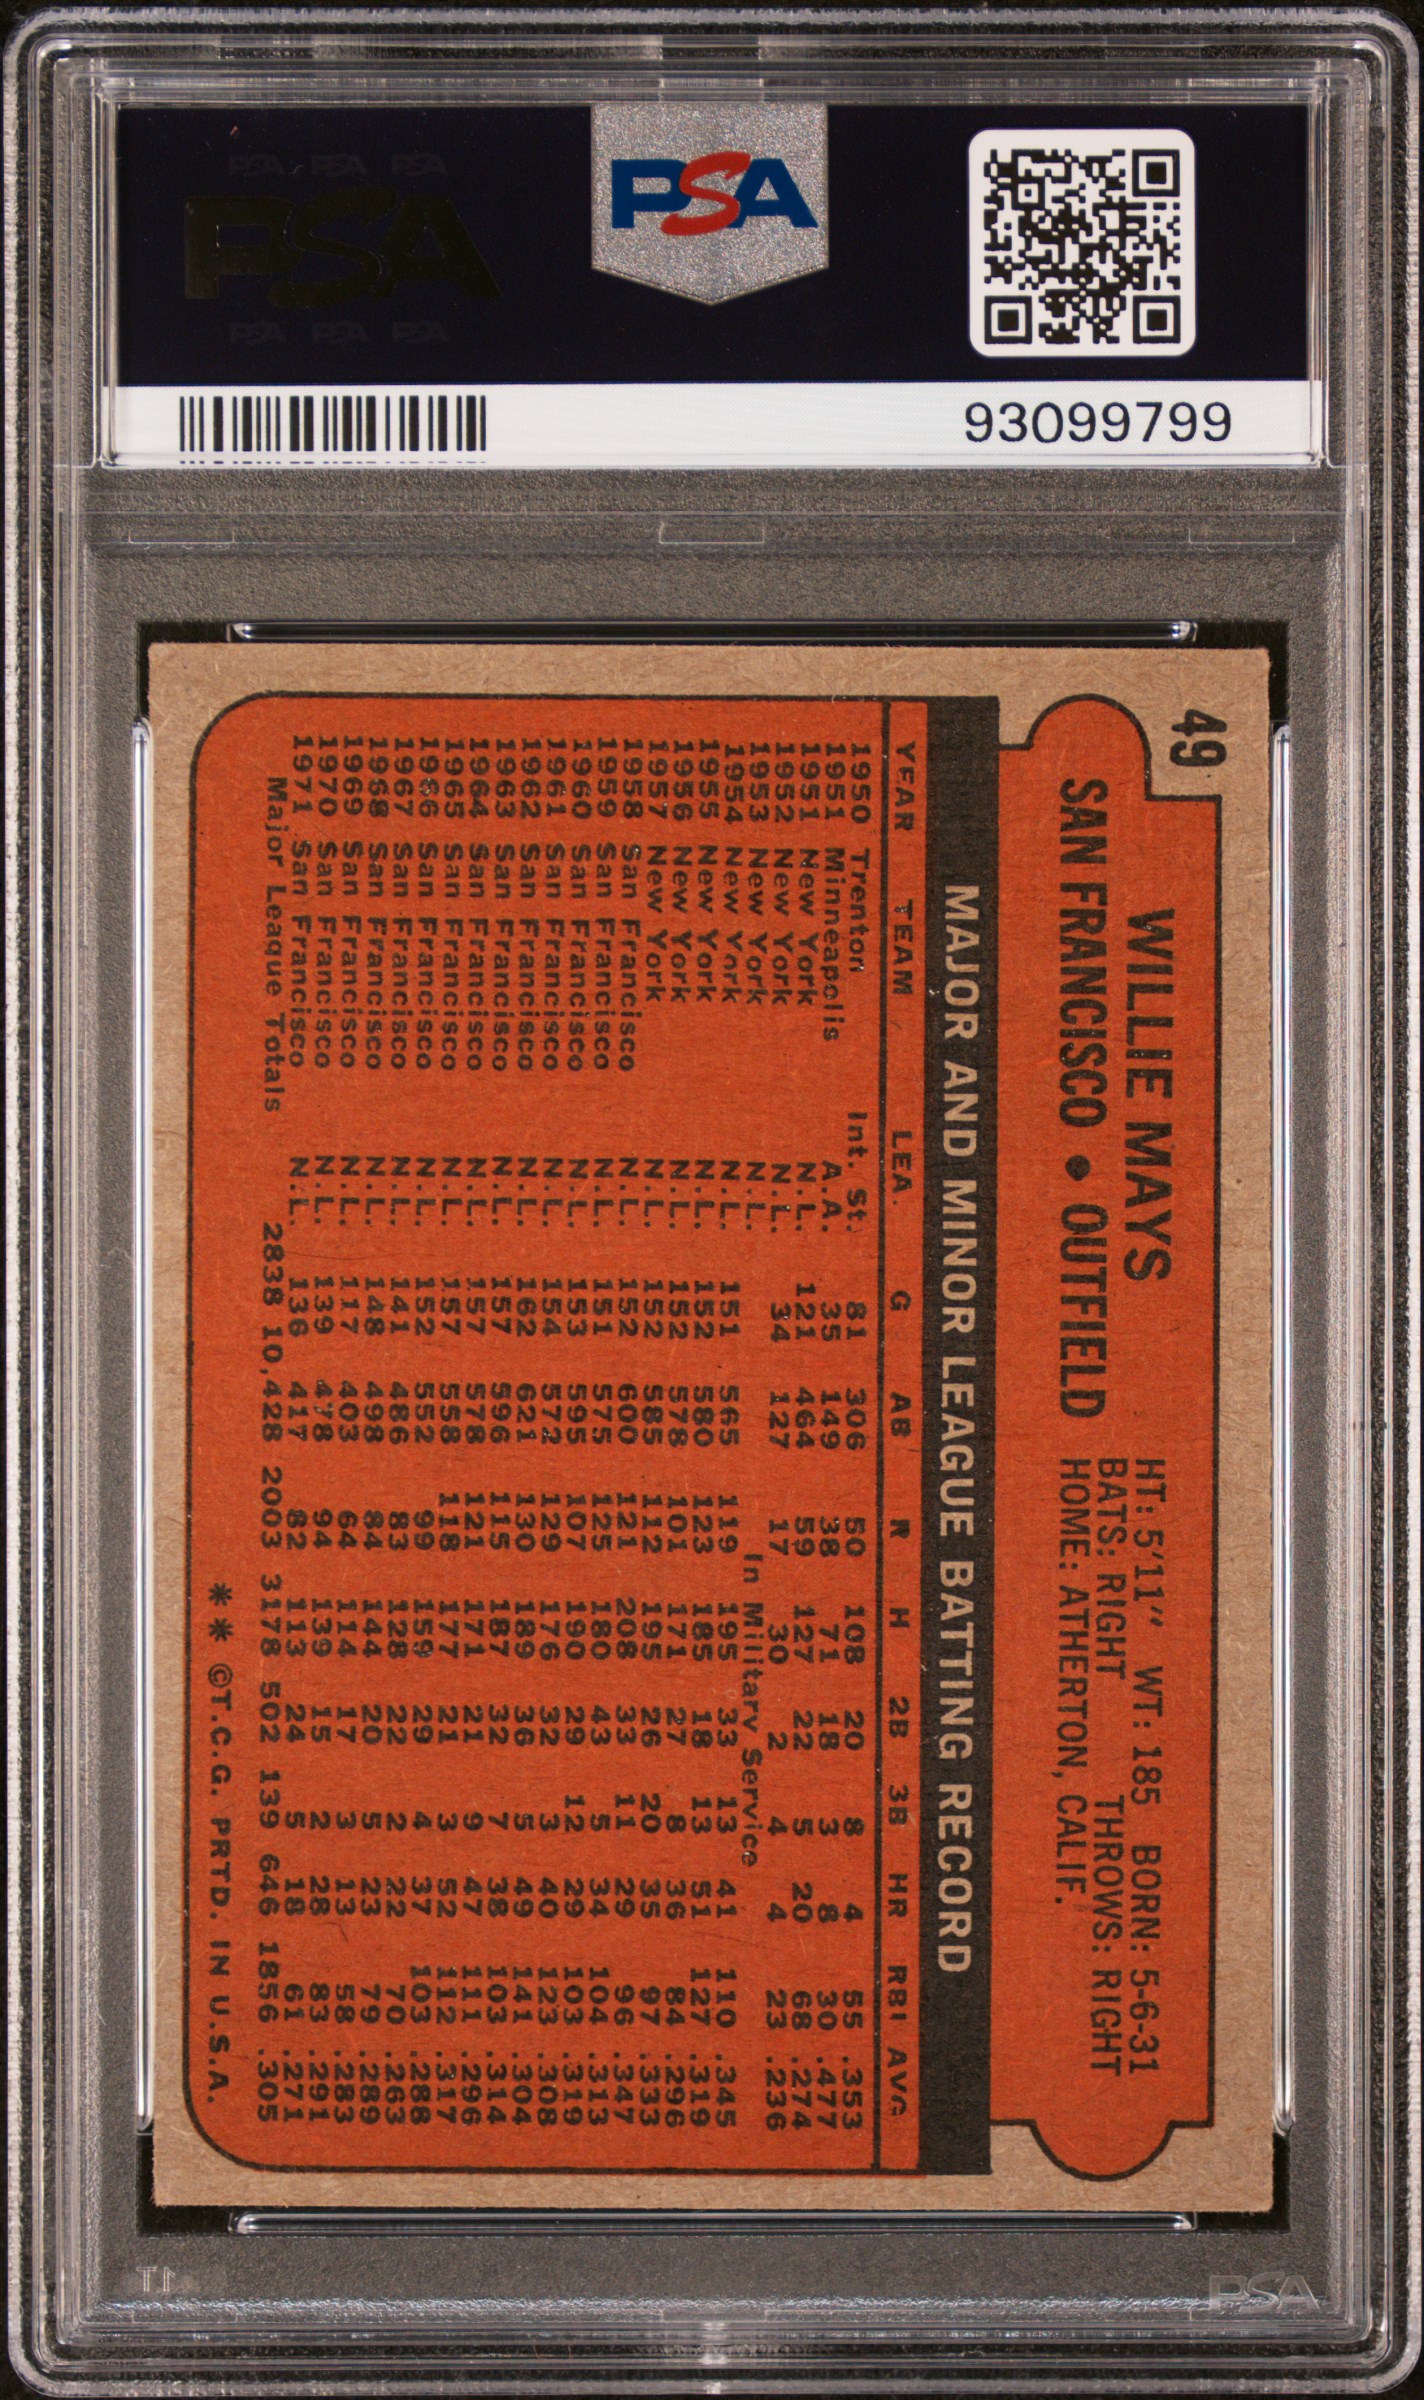 PSA PSA PSA
PSA
PSA PSA PSA
PSA
93099799
49
WILLIE MAYS
SAN FRANCISCO • OUTFIELD
HT: 5'11" WT: 185 BORN: 5-6-31
BATS: RIGHT THROWS: RIGHT
HOME: ATHERTON, CALIF.
MAJOR AND MINOR LEAGUE BATTING RECORD
YEAR TEAM LEA. G AB R H 2B 3B HR RBI AVG
1950 Trenton Int. St. 81 306 50 108 20 8 4 55 .353
1951 Minneapolis A.A. 35 149 38 71 18 3 8 30 .477
1951 New York N.L. 121 464 59 127 22 5 20 68 .274
1952 New York N.L. 34 127 17 30 2 4 4 23 .236
1953 New York N.L. In Military Service
1954 New York N.L. 151 565 119 195 33 13 41 110 .345
1955 New York N.L. 152 580 123 185 18 13 51 127 .319
1956 New York N.L. 152 578 101 171 27 8 36 84 .296
1957 New York N.L. 152 585 112 195 26 20 35 97 .333
1958 San Francisco N.L. 152 600 121 208 33 11 29 96 .347
1959 San Francisco N.L. 151 575 125 180 43 5 34 104 .313
1960 San Francisco N.L. 153 595 107 190 29 12 29 103 .319
1961 San Francisco N.L. 154 572 129 176 32 3 40 123 .308
1962 San Francisco N.L. 162 621 130 189 36 5 49 141 .304
1963 San Francisco N.L. 157 596 115 187 32 7 38 103 .314
1964 San Francisco N.L. 157 578 121 171 21 9 47 111 .296
1965 San Francisco N.L. 157 558 118 177 21 3 52 112 .317
1966 San Francisco N.L. 152 552 99 159 29 4 37 103 .288
1967 San Francisco N.L. 141 486 83 128 22 2 22 70 .263
1968 San Francisco N.L. 148 498 84 144 20 5 23 79 .289
1969 San Francisco N.L. 117 403 64 114 17 3 13 58 .283
1970 San Francisco N.L. 139 478 94 139 15 2 28 83 .291
1971 San Francisco N.L. 136 417 82 113 24 5 18 61 .271
Major League Totals 2838 10,428 2003 3178 502 139 646 1856 .305
** ©T.C.G. PRTD. IN U.S.A.
PSA